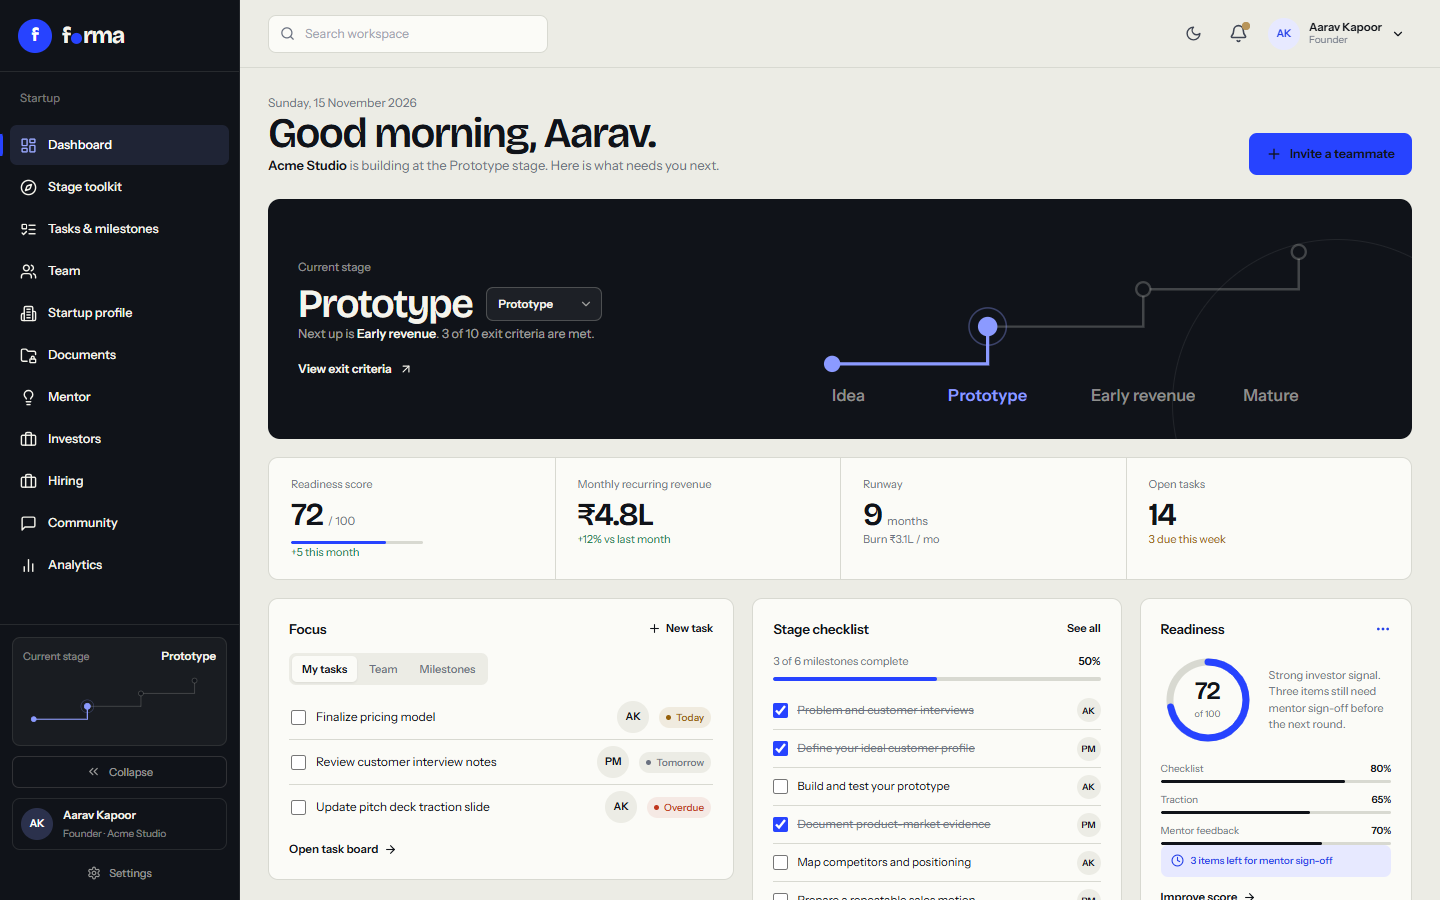 f forma
Startup
Dashboard
Stage toolkit
Tasks & milestones
Team
Startup profile
Documents
Mentor
Investors
Hiring
Community
Analytics
Current stage Prototype
Collapse
AK Aarav Kapoor
Founder · Acme Studio
Settings
Search workspace
AK Aarav Kapoor
Founder
Sunday, 15 November 2026
Good morning, Aarav.
Acme Studio is building at the Prototype stage. Here is what needs you next.
Invite a teammate
Current stage
Prototype Prototype
Next up is Early revenue. 3 of 10 exit criteria are met.
View exit criteria
Idea Prototype Early revenue Mature
Readiness score
72 / 100
+5 this month
Monthly recurring revenue
₹4.8L
+12% vs last month
Runway
9 months
Burn ₹3.1L / mo
Open tasks
14
3 due this week
Focus New task
My tasks Team Milestones
Finalize pricing model AK Today
Review customer interview notes PM Tomorrow
Update pitch deck traction slide AK Overdue
Open task board
Stage checklist See all
3 of 6 milestones complete 50%
Problem and customer interviews AK
Define your ideal customer profile PM
Build and test your prototype AK
Document product-market evidence PM
Map competitors and positioning AK
Prepare a repeatable sales motion PM
Readiness
72
of 100
Strong investor signal.
Three items still need
mentor sign-off before
the next round.
Checklist 80%
Traction 65%
Mentor feedback 70%
3 items left for mentor sign-off
Improve score